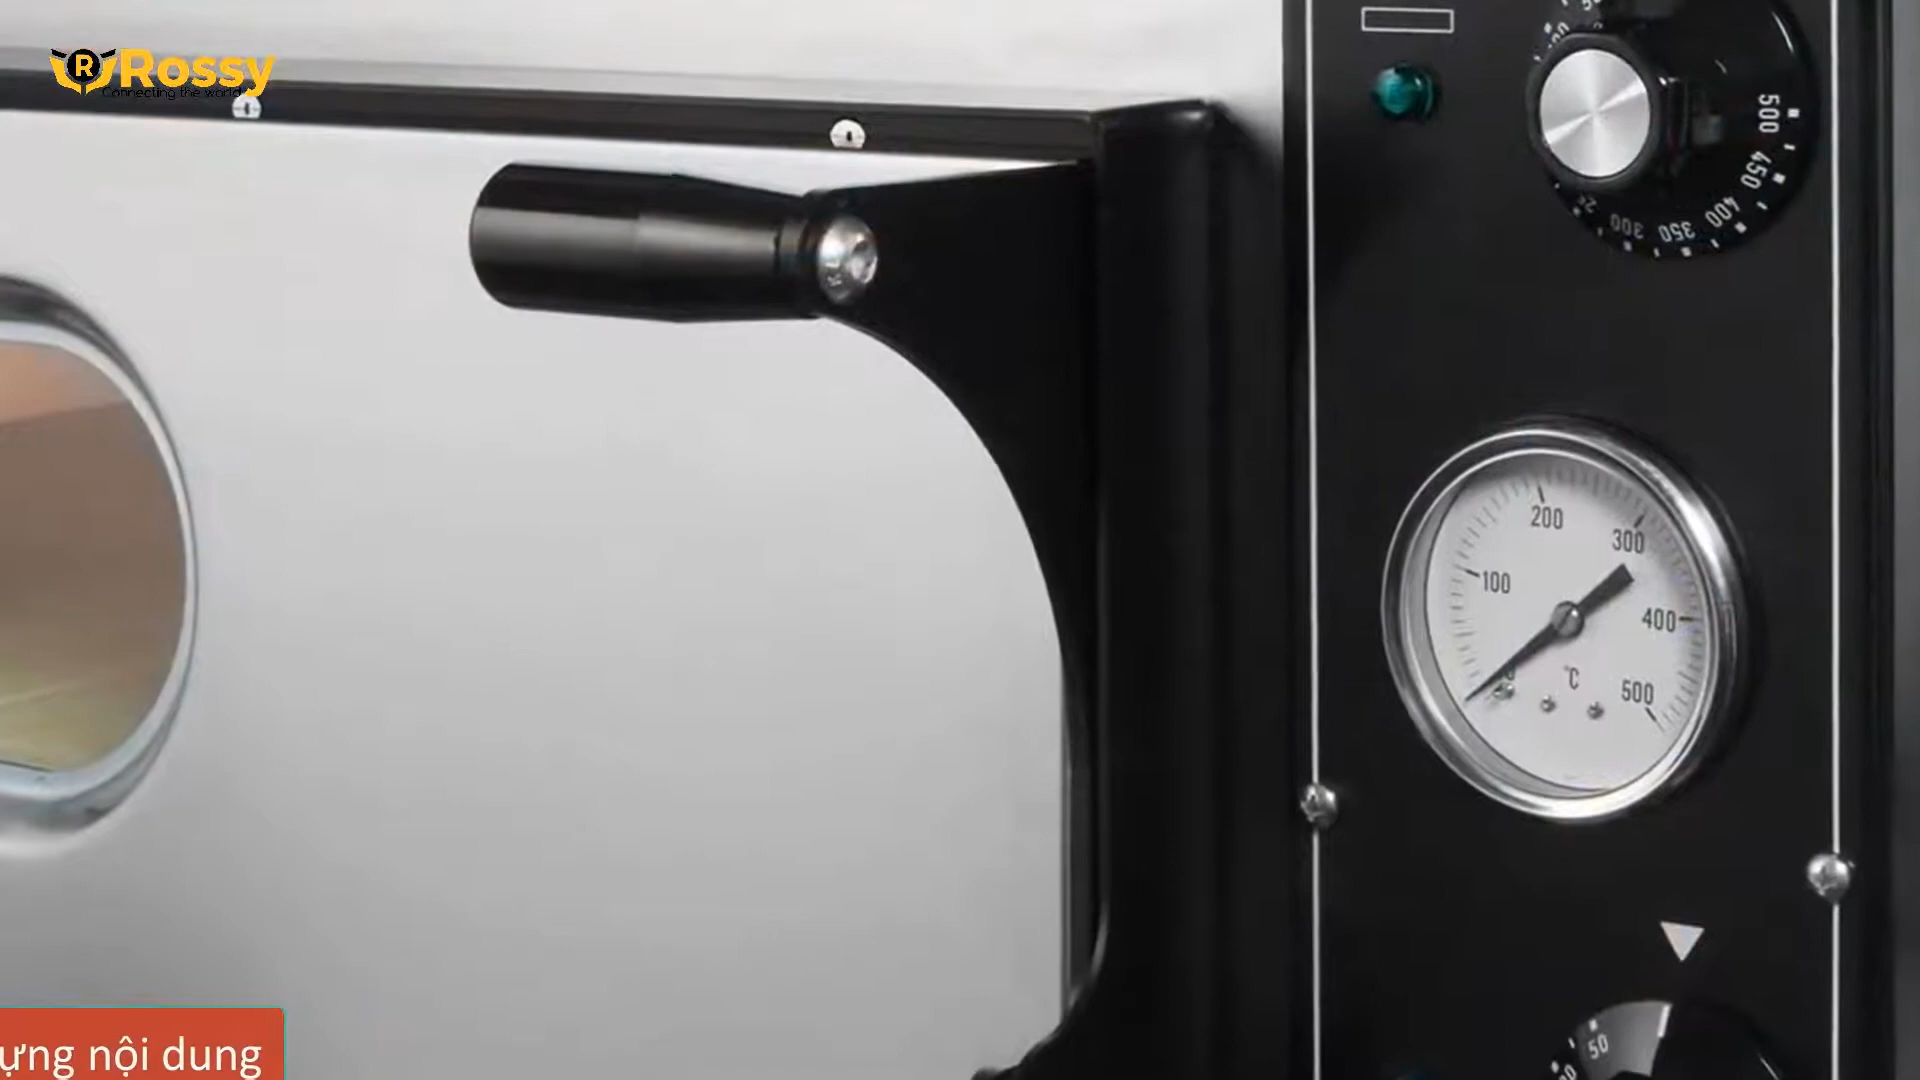 Rossy
Connecting the world
500
450
400
350
300
200
300
100
400
°C
500
50
ựng nội dung